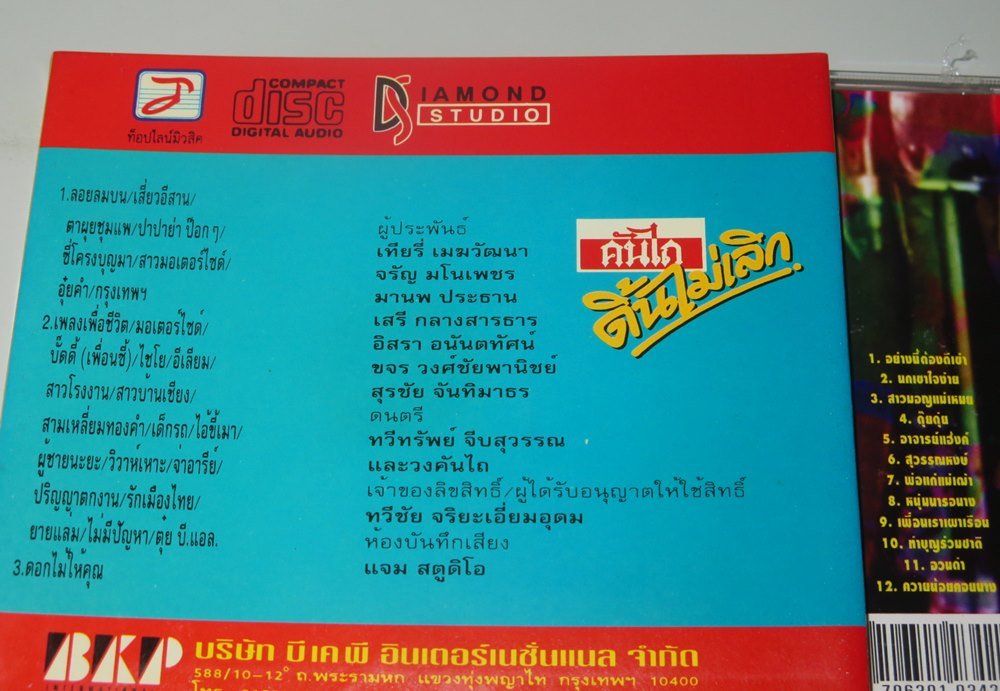 ท็อปไลน์มิวสิค
COMPACT
disc
DIGITAL AUDIO
DIAMOND
STUDIO
1.ลอยลมบน/เสี่ยวอีสาน/
ตาผุยชุมแพ/ปาปาย่า ป๊อก ๆ/
ซี่โครงบุญมา/สาวมอเตอร์ไซด์/
อุ๋ยคำ/กรุงเทพฯ
2.เพลงเพื่อชีวิต/มอเตอร์ไซด์/
บั๊ดดี้ (เพื่อนซี้)/ไชโย/อีเลียม/
สาวโรงงาน/สาวบ้านเชียง/
สามเหลี่ยมทองคำ/เด็กรถ/ไอ้ขี้เมา/
ผู้ชายนะยะ/วิวาห์เหาะ/จ่าอารีย์/
ปริญญาตกงาน/รักเมืองไทย/
ยายแล่ม/ไม่มีปัญหา/ตุ๋ย บี.แอล.
3.ดอกไม้ให้คุณ
ผู้ประพันธ์
เทียรี่ เมฆวัฒนา
จรัญ มโนเพชร
มานพ ประธาน
เสรี กลางสารธาร
อิสรา อนันตทัศน์
ขจร วงศ์ชัยพานิชย์
สุรชัย จันทิมาธร
ดนตรี
ทวีทรัพย์ จีบสุวรรณ
และวงคันไถ
เจ้าของลิขสิทธิ์/ผู้ได้รับอนุญาตให้ใช้สิทธิ์
ทวีชัย จริยะเอี่ยมอุดม
ห้องบันทึกเสียง
แจม สตูดิโอ
คันไถ
ดิ้นไม่เลิก
BKP
บริษัท บีเคพี อินเตอร์เนชั่นแนล จำกัด
588/10-12° ถ.พระรามหก แขวงทุ่งพญาไท กรุงเทพฯ 10400
1. อย่างนี้ต้องตีเข่า
2. นกเขาไจง่าม
3. สาวมอญแม่เหมย
4. ตุ๊ยตุ่ย
5. อาจารย์แฮ่งค์
6. สุวรรณหงษ์
7. พ่อแก่แม่เฒ่า
8. หนุ่มนารอนาง
9. เพื่อนเราเผาเรือน
10. ทำบุญร่วมชาติ
11. อวนดำ
12. ควายน้อยคอยนาง